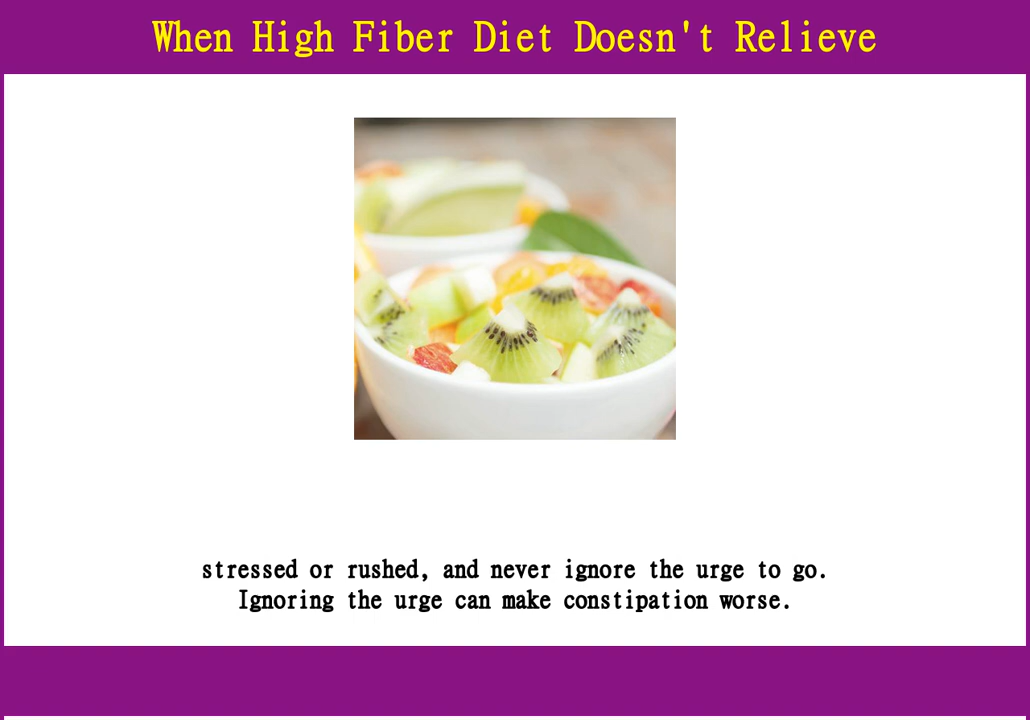 When High Fiber Diet Doesn't Relieve
stressed or rushed, and never ignore the urge to go.
Ignoring the urge can make constipation worse.